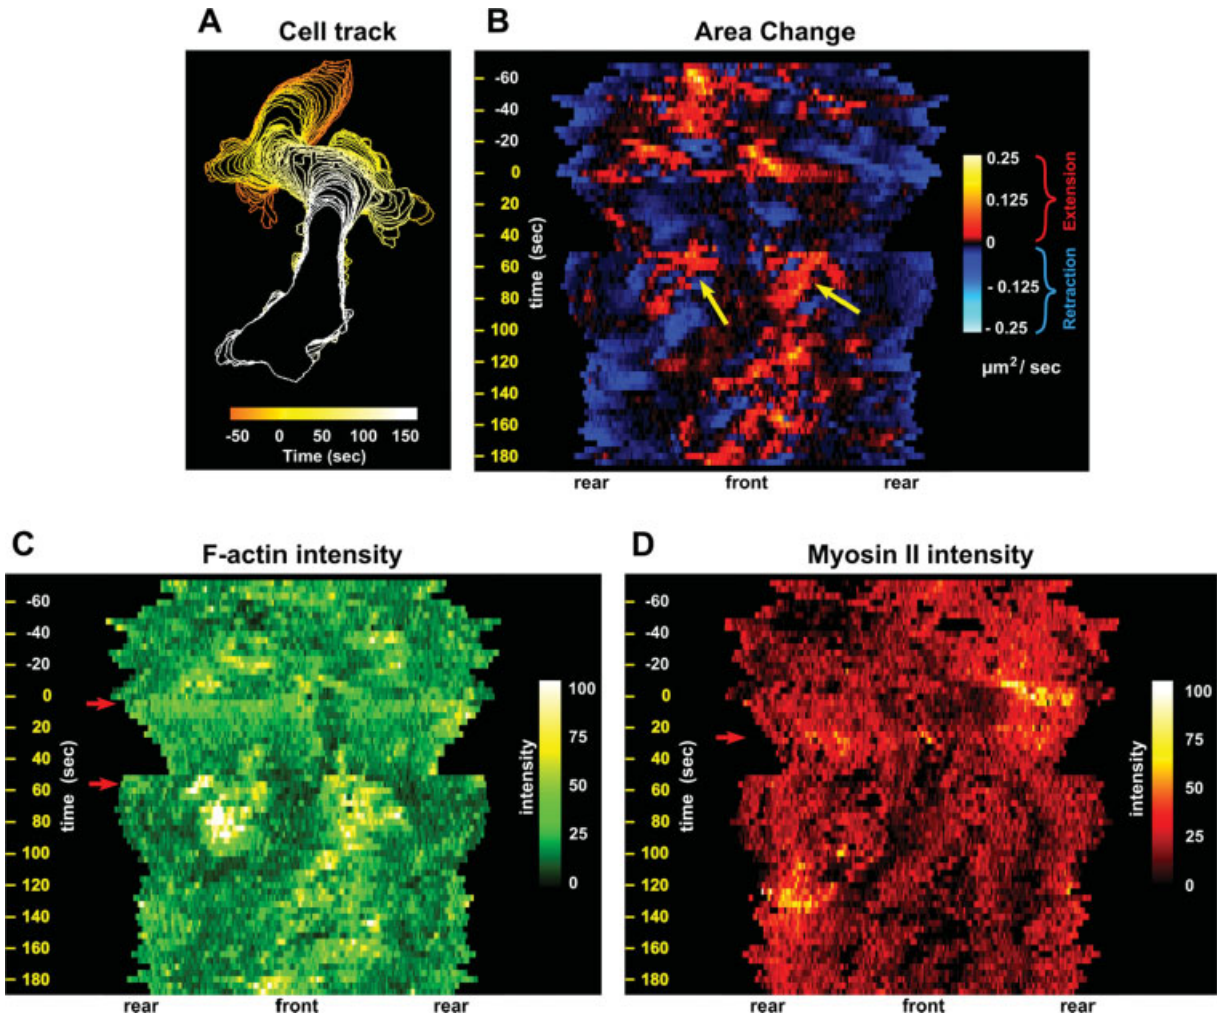 A
Cell track
-50 0 50 100 150
Time (sec)
B
Area Change
-60
-40
-20
0
20
40
60
80
100
120
140
160
180
time (sec)
rear front rear
0.25
0.125
0
- 0.125
- 0.25
Extension
Retraction
µm²/ sec
C
F-actin intensity
-60
-40
-20
0
20
40
60
80
100
120
140
160
180
time (sec)
rear front rear
intensity
100
75
50
25
0
D
Myosin II intensity
-60
-40
-20
0
20
40
60
80
100
120
140
160
180
time (sec)
rear front rear
intensity
100
75
50
25
0